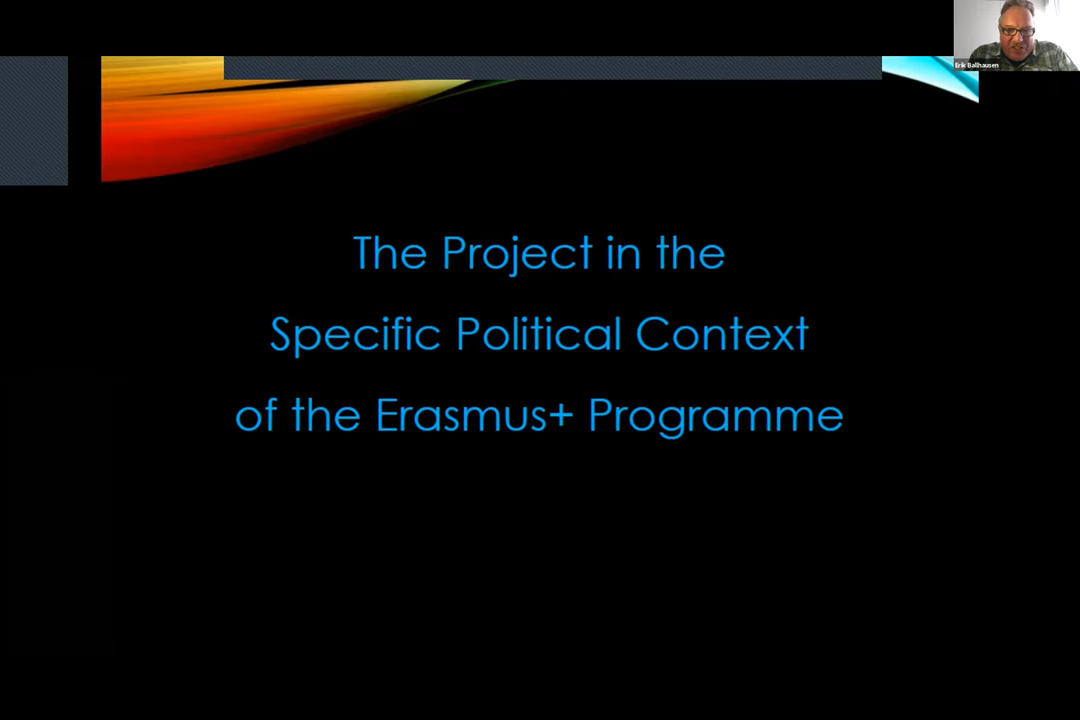 Erik Ballhausen
The Project in the
Specific Political Context
of the Erasmus+ Programme